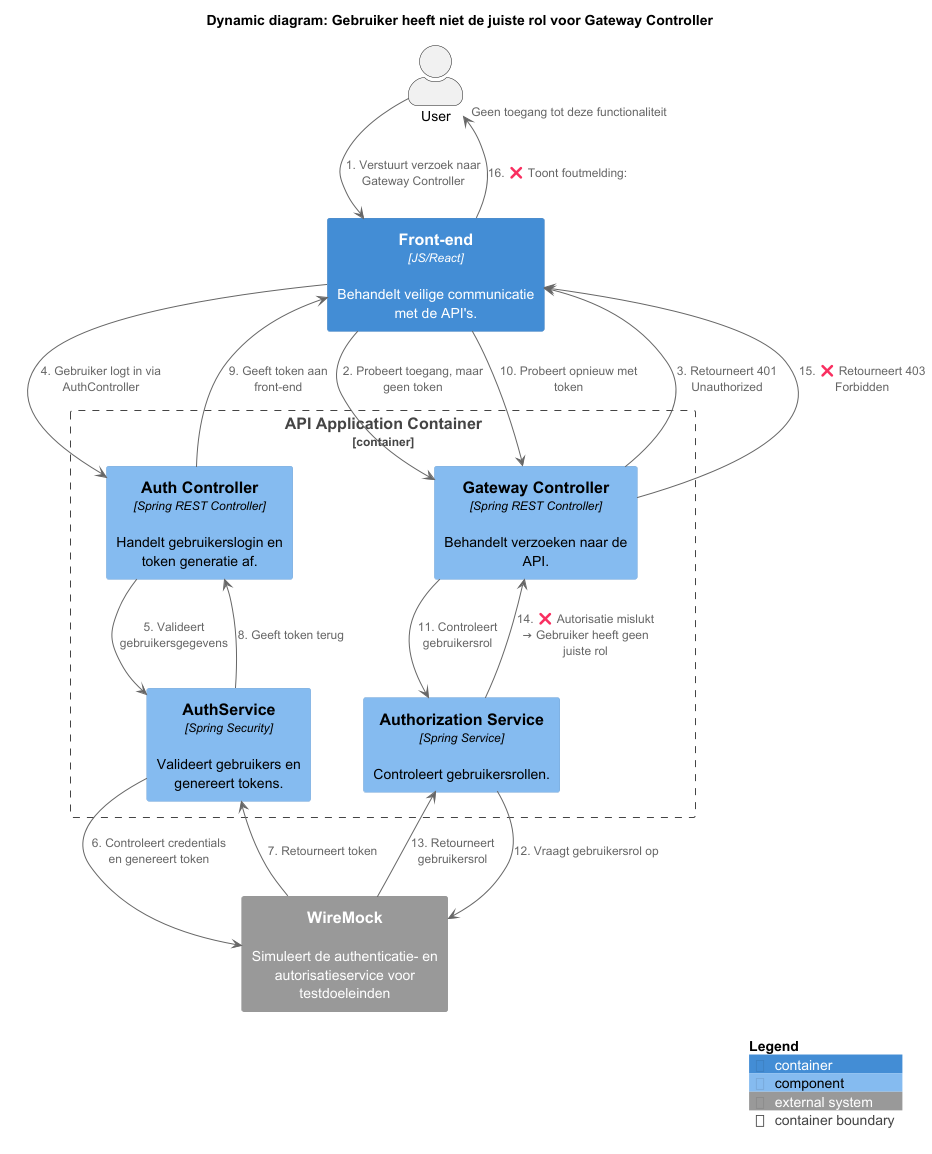 Dynamic diagram: Gebruiker heeft niet de juiste rol voor Gateway Controller
User
Geen toegang tot deze functionaliteit
1. Verstuurt verzoek naar
Gateway Controller
16. ❌ Toont foutmelding:
Front-end
[JS/React]
Behandelt veilige communicatie
met de API's.
4. Gebruiker logt in via
AuthController
9. Geeft token aan
front-end
2. Probeert toegang, maar
geen token
10. Probeert opnieuw met
token
3. Retourneert 401
Unauthorized
15. ❌ Retourneert 403
Forbidden
API Application Container
[container]
Auth Controller
[Spring REST Controller]
Handelt gebruikerslogin en
token generatie af.
Gateway Controller
[Spring REST Controller]
Behandelt verzoeken naar de
API.
5. Valideert
gebruikersgegevens
8. Geeft token terug
11. Controleert
gebruikersrol
14. ❌ Autorisatie mislukt
→ Gebruiker heeft geen
juiste rol
AuthService
[Spring Security]
Valideert gebruikers en
genereert tokens.
Authorization Service
[Spring Service]
Controleert gebruikersrollen.
6. Controleert credentials
en genereert token
7. Retourneert token
13. Retourneert
gebruikersrol
12. Vraagt gebruikersrol op
WireMock
Simuleert de authenticatie- en
autorisatieservice voor
testdoeleinden
Legend
container
component
external system
container boundary